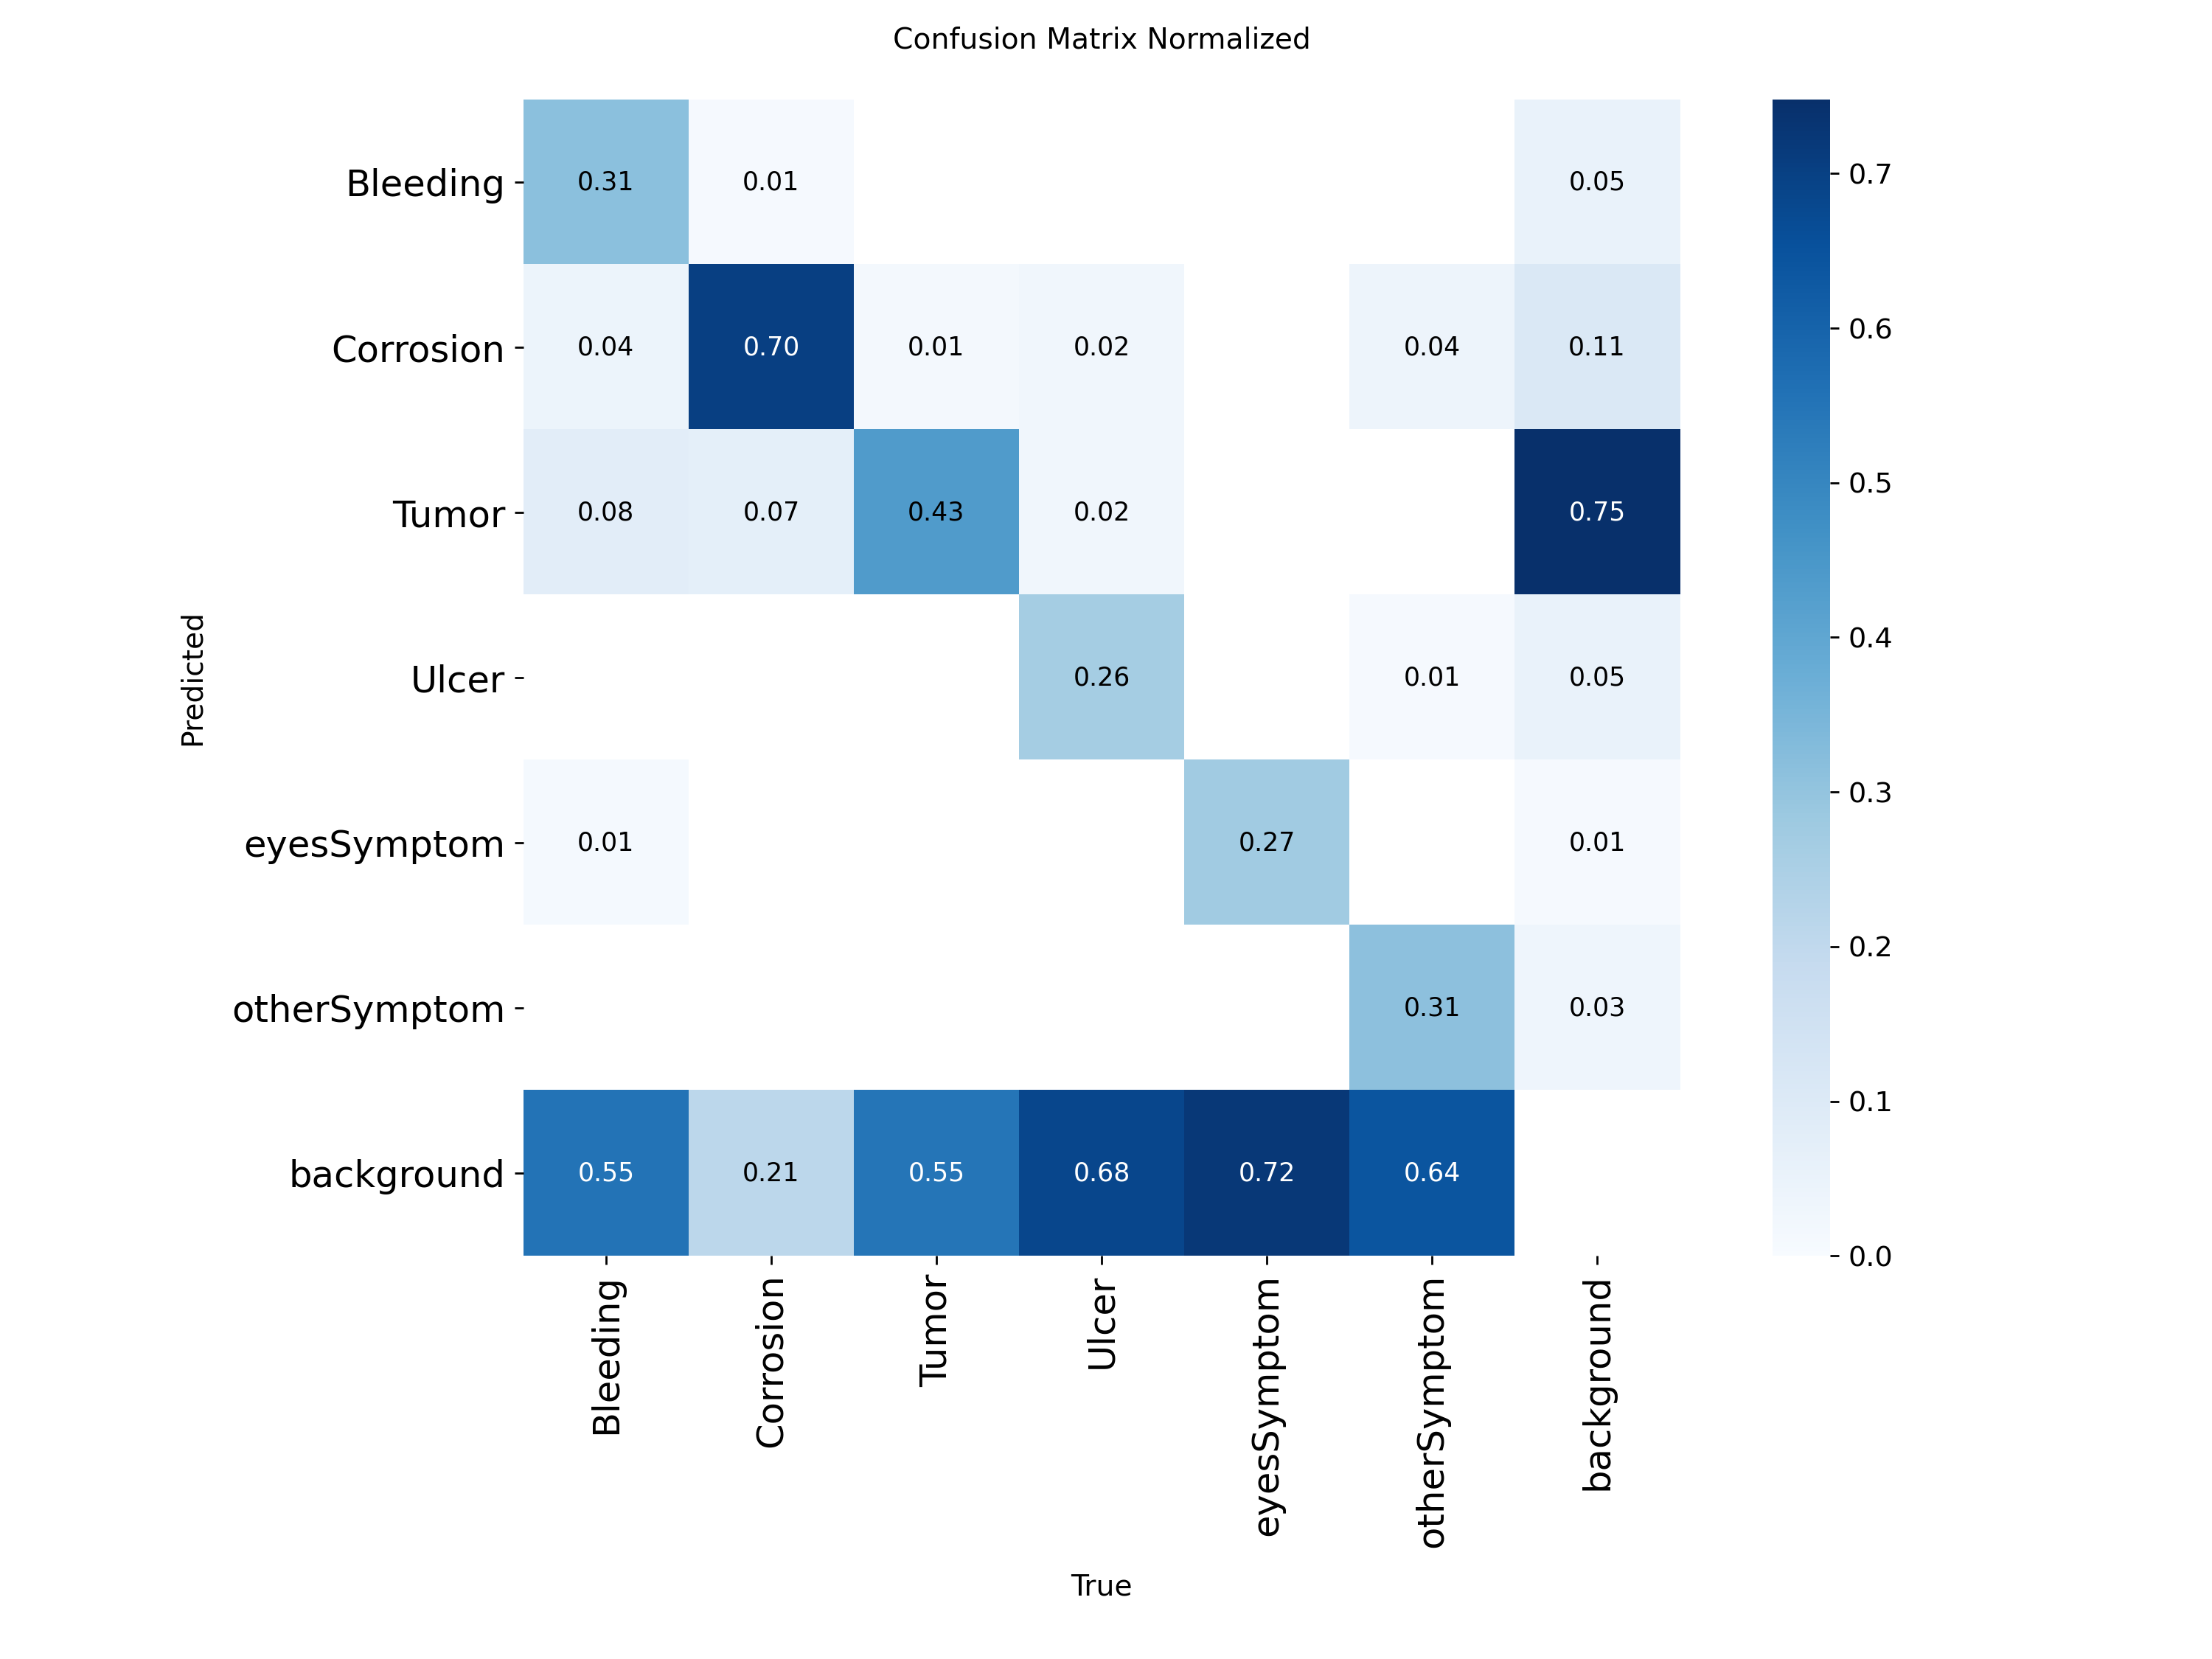 Confusion Matrix Normalized
Bleeding 0.31 0.01 0.05
Corrosion 0.04 0.70 0.01 0.02 0.04 0.11
Tumor 0.08 0.07 0.43 0.02 0.75
Ulcer 0.26 0.01 0.05
eyesSymptom 0.01 0.27 0.01
otherSymptom 0.31 0.03
background 0.55 0.21 0.55 0.68 0.72 0.64
Predicted
Bleeding Corrosion Tumor Ulcer eyesSymptom otherSymptom background
True
0.7
0.6
0.5
0.4
0.3
0.2
0.1
0.0